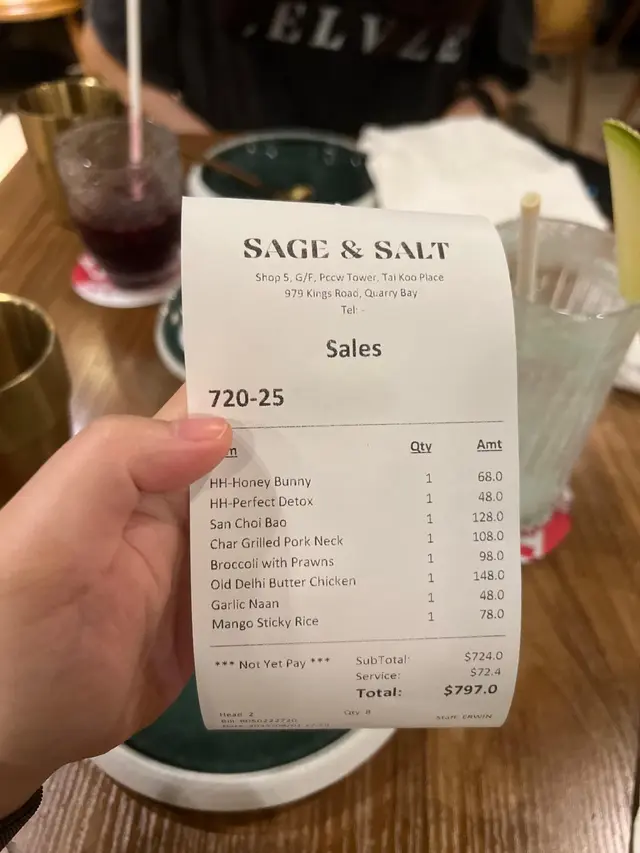 SAGE & SALT
Shop 5, G/F, Pccw Tower, Tai Koo Place
979 Kings Road, Quarry Bay
Tel: -
Sales
720-25
Qty Amt
HH-Honey Bunny 1 68.0
HH-Perfect Detox 1 48.0
San Choi Bao 1 128.0
Char Grilled Pork Neck 1 108.0
Broccoli with Prawns 1 98.0
Old Delhi Butter Chicken 1 148.0
Garlic Naan 1 48.0
Mango Sticky Rice 1 78.0
*** Not Yet Pay *** SubTotal: $724.0
Service: $72.4
Total: $797.0
Head: 2 Qty: 8 Staff: ERWIN